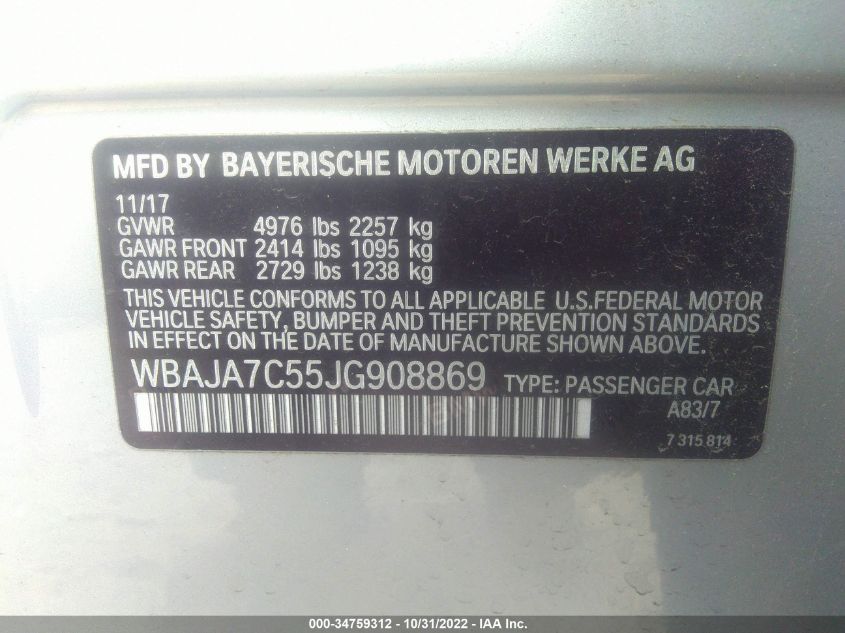 MFD BY BAYERISCHE MOTOREN WERKE AG
11/17
GVWR 4976 lbs 2257 kg
GAWR FRONT 2414 lbs 1095 kg
GAWR REAR 2729 lbs 1238 kg
THIS VEHICLE CONFORMS TO ALL APPLICABLE U.S.FEDERAL MOTOR
VEHICLE SAFETY, BUMPER AND THEFT PREVENTION STANDARDS
IN EFFECT ON THE DATE OF MANUFACTURE SHOWN ABOVE.
WBAJA7C55JG908869 TYPE: PASSENGER CAR
A83/7
7 315 814
000-34759312 - 10/31/2022 - IAA Inc.